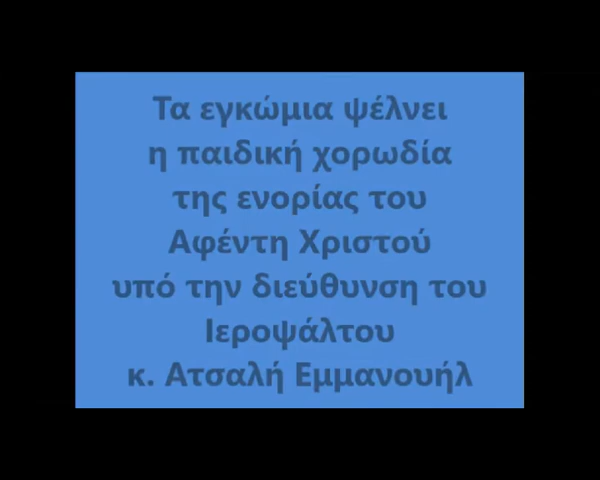 Τα εγκώμια ψέλνει
η παιδική χορωδία
της ενορίας του
Αφέντη Χριστού
υπό την διεύθυνση του
Ιεροψάλτου
κ. Ατσαλή Εμμανουήλ